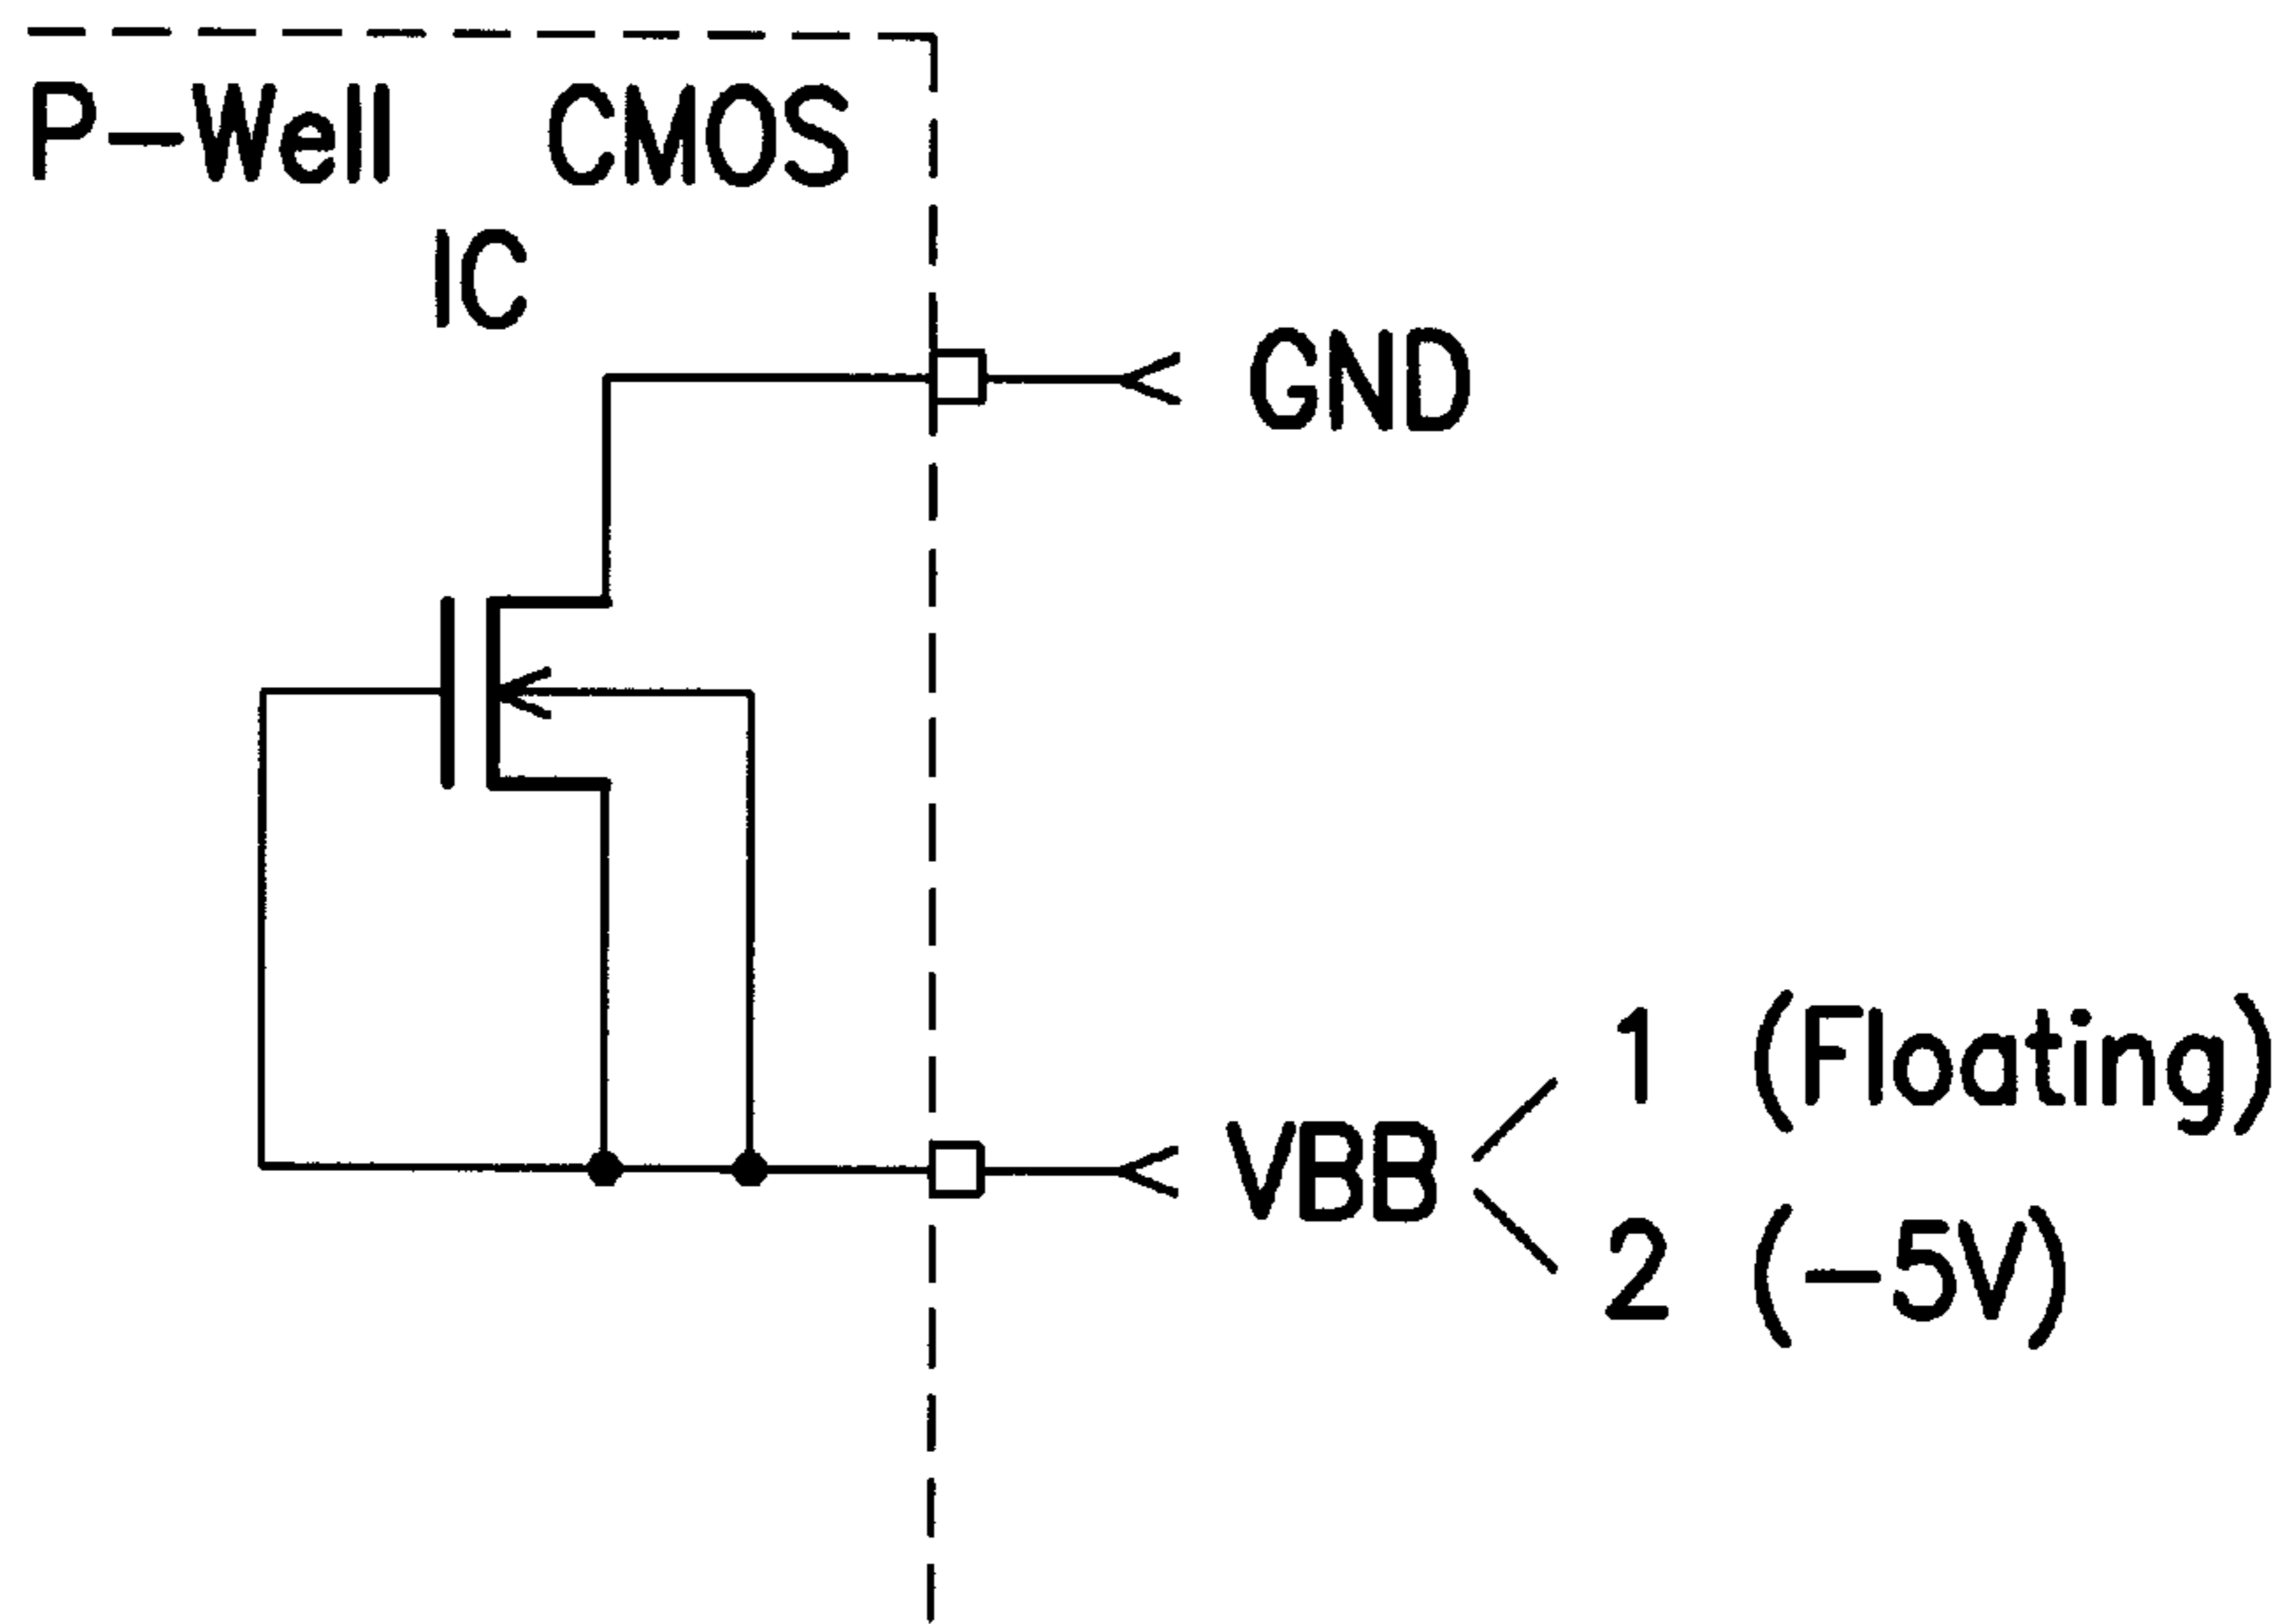 P-Well CMOS
IC
GND
VBB
1 (Floating)
2 (-5V)